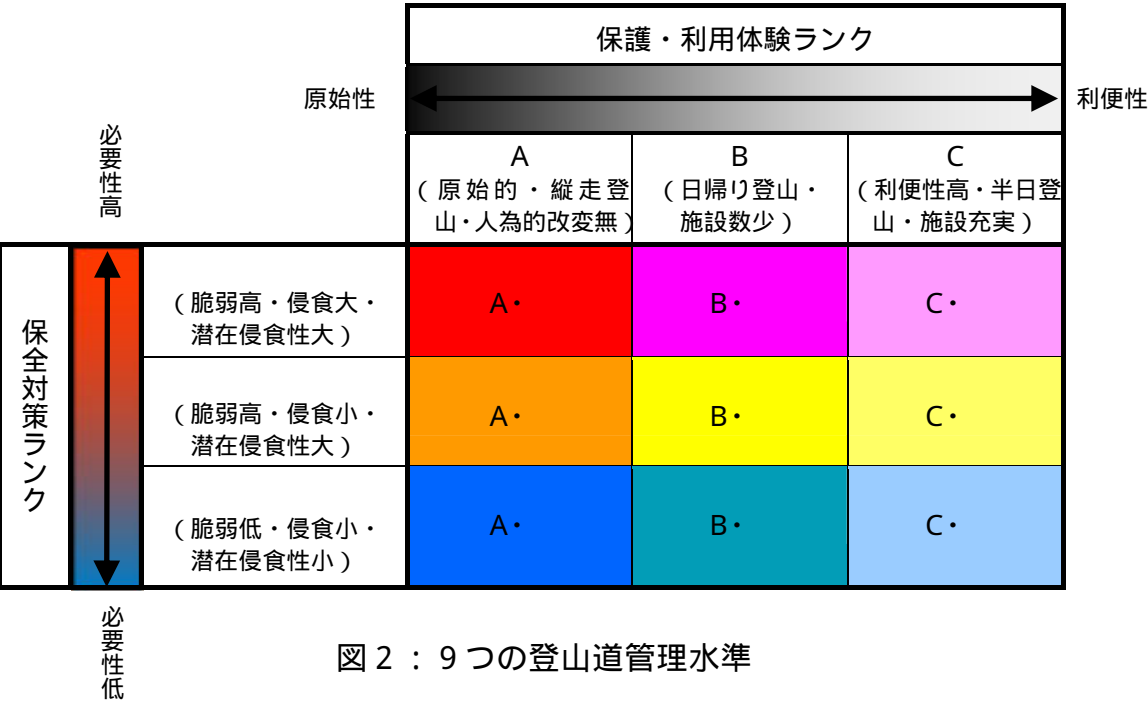 保護・利用体験ランク
原始性
利便性
必要性高
A
(原始的・縦走登
山・人為的改変無)
B
(日帰り登山・
施設数少)
C
(利便性高・半日登
山・施設充実)
保全対策ランク
(脆弱高・侵食大・
潜在侵食性大)
A・
B・
C・
(脆弱高・侵食小・
潜在侵食性大)
A・
B・
C・
(脆弱低・侵食小・
潜在侵食性小)
A・
B・
C・
必要性低
図2:9つの登山道管理水準